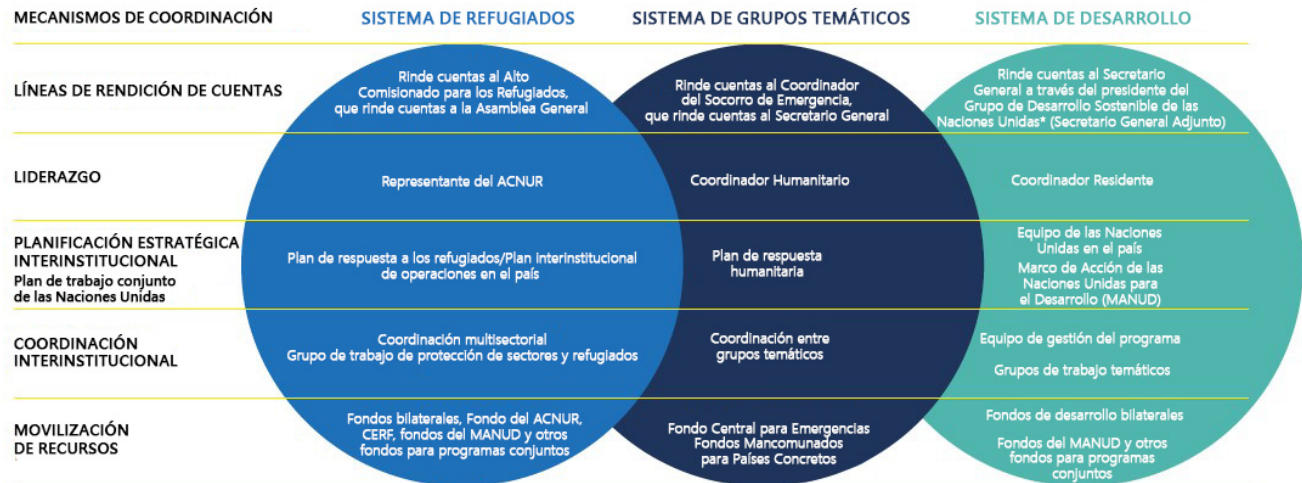 MECANISMOS DE COORDINACIÓN
SISTEMA DE REFUGIADOS
SISTEMA DE GRUPOS TEMÁTICOS
SISTEMA DE DESARROLLO
LÍNEAS DE RENDICIÓN DE CUENTAS
Rinde cuentas al Alto
Comisionado para los Refugiados,
que rinde cuentas a la Asamblea General
Rinde cuentas al Coordinador
del Socorro de Emergencia,
que rinde cuentas al Secretario General
Rinde cuentas al Secretario
General a través del presidente del
Grupo de Desarrollo Sostenible de las
Naciones Unidas* (Secretario General Adjunto)
LIDERAZGO
Representante del ACNUR
Coordinador Humanitario
Coordinador Residente
PLANIFICACIÓN ESTRATÉGICA
INTERINSTITUCIONAL
Plan de trabajo conjunto
de las Naciones Unidas
Plan de respuesta a los refugiados/Plan interinstitucional
de operaciones en el país
Plan de respuesta
humanitaria
Equipo de las Naciones
Unidas en el país
Marco de Acción de las
Naciones Unidas para
el Desarrollo (MANUD)
COORDINACIÓN
INTERINSTITUCIONAL
Coordinación multisectorial
Grupo de trabajo de protección de sectores y refugiados
Coordinación entre
grupos temáticos
Equipo de gestión del programa
Grupos de trabajo temáticos
MOVILIZACIÓN
DE RECURSOS
Fondos bilaterales, Fondo del ACNUR,
CERF, fondos del MANUD y otros
fondos para programas conjuntos
Fondo Central para Emergencias
Fondos Mancomunados
para Países Concretos
Fondos de desarrollo bilaterales
Fondos del MANUD y otros
fondos para programas
conjuntos